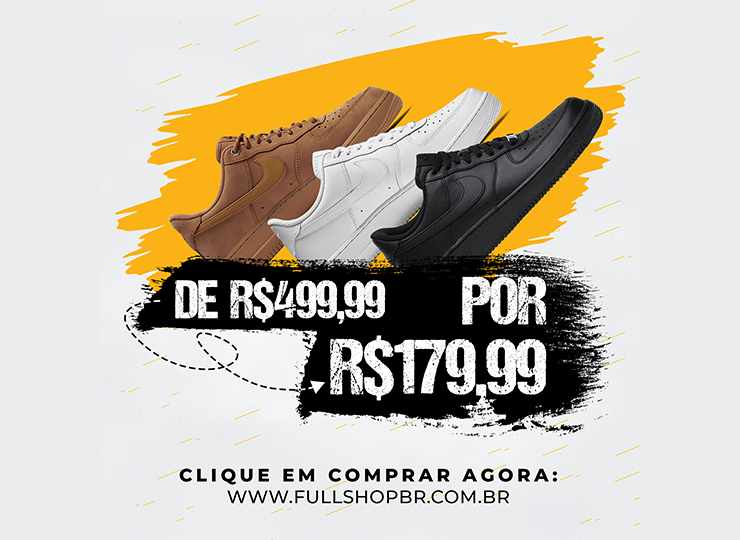 DE R$499,99 POR
R$179,99
CLIQUE EM COMPRAR AGORA:
WWW.FULLSHOPBR.COM.BR